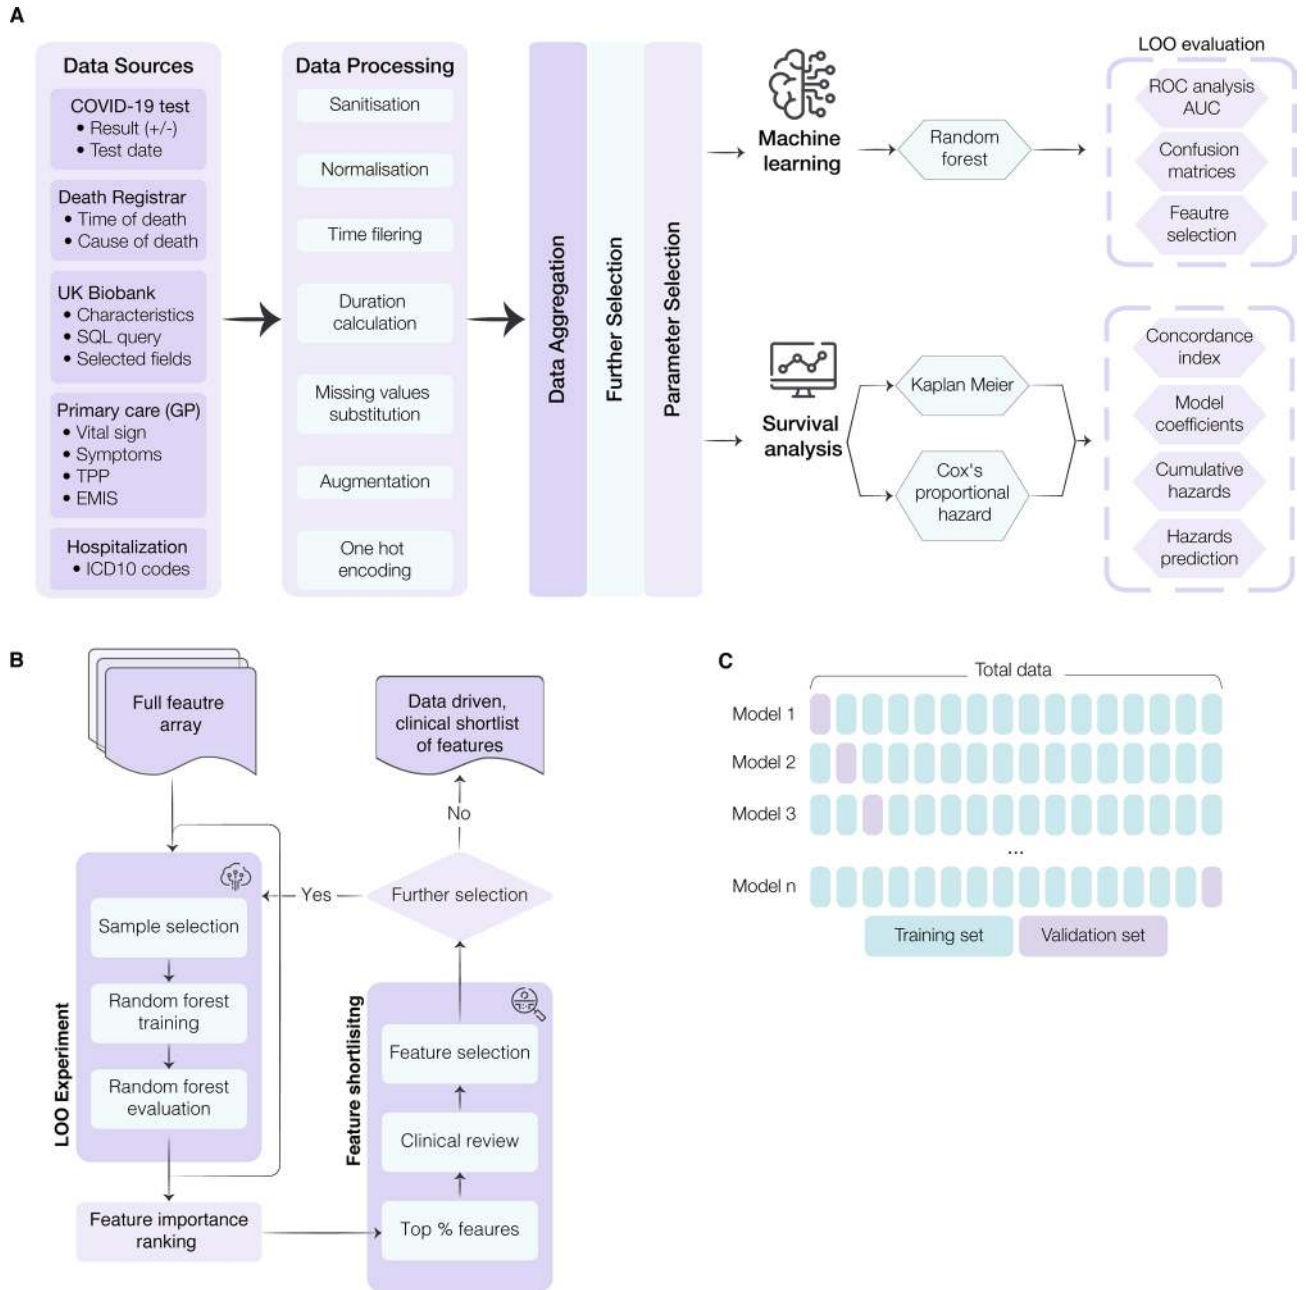 A
Data Sources
COVID-19 test
• Result (+/-)
• Test date
Death Registrar
• Time of death
• Cause of death
UK Biobank
• Characteristics
• SQL query
• Selected fields
Primary care (GP)
• Vital sign
• Symptoms
• TPP
• EMIS
Hospitalization
• ICD10 codes
Data Processing
Sanitisation
Normalisation
Time filering
Duration
calculation
Missing values
substitution
Augmentation
One hot
encoding
Data Aggregation
Further Selection
Parameter Selection
Machine
learning
Random
forest
LOO evaluation
ROC analysis
AUC
Confusion
matrices
Feautre
selection
Survival
analysis
Kaplan Meier
Cox's
proportional
hazard
Concordance
index
Model
coefficients
Cumulative
hazards
Hazards
prediction
B
Full feautre
array
LOO Experiment
Sample selection
Random forest
training
Random forest
evaluation
Feature importance
ranking
Data driven,
clinical shortlist
of features
No
Further selection
Yes
Feature shortlisitng
Feature selection
Clinical review
Top % feaures
C
Total data
Model 1
Model 2
Model 3
...
Model n
Training set
Validation set